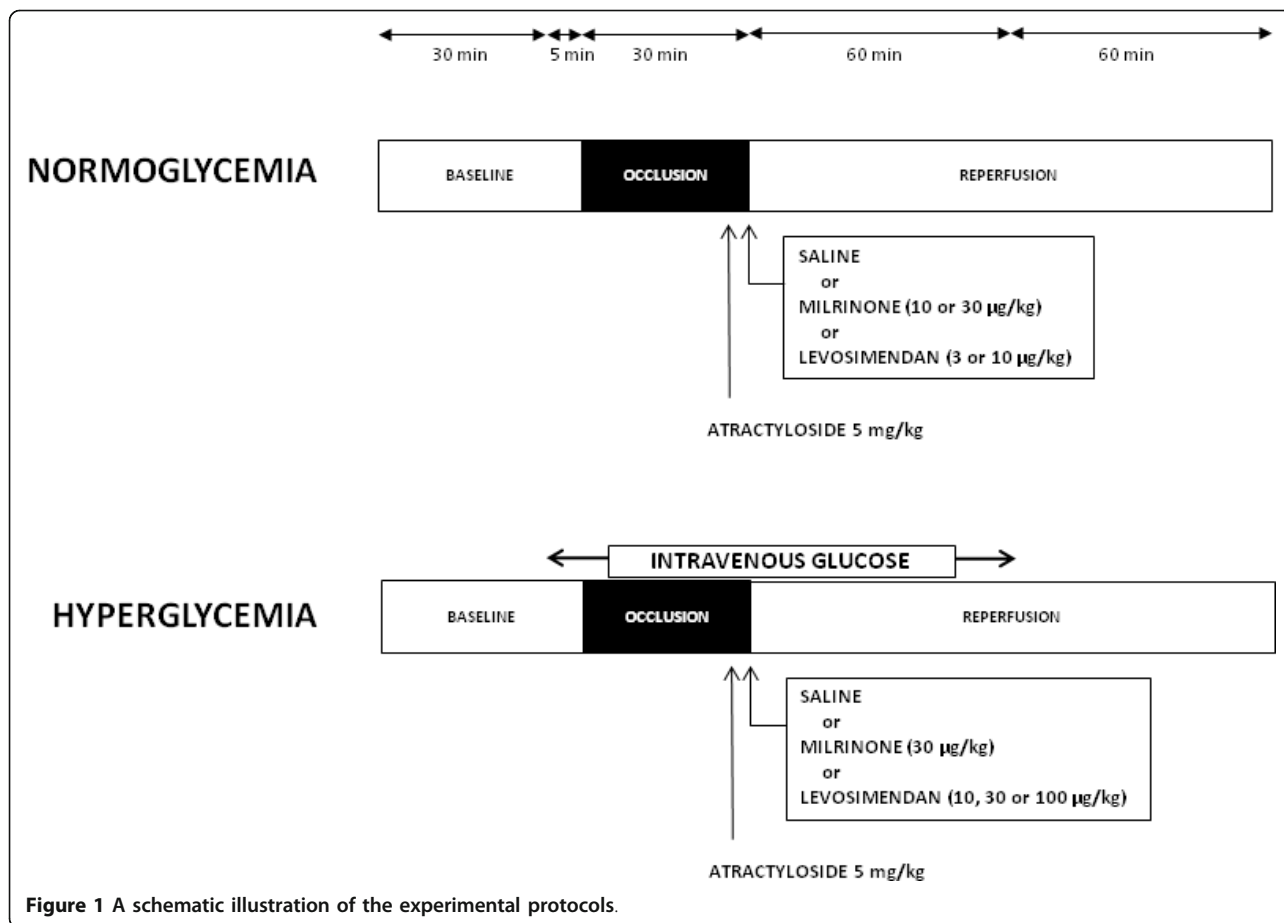 30 min 5 min 30 min 60 min 60 min
NORMOGLYCEMIA
BASELINE OCCLUSION REPERFUSION
SALINE
or
MILRINONE (10 or 30 µg/kg)
or
LEVOSIMENDAN (3 or 10 µg/kg)
ATRACTYLOSIDE 5 mg/kg
INTRAVENOUS GLUCOSE
HYPERGLYCEMIA
BASELINE OCCLUSION REPERFUSION
SALINE
or
MILRINONE (30 µg/kg)
or
LEVOSIMENDAN (10, 30 or 100 µg/kg)
ATRACTYLOSIDE 5 mg/kg
Figure 1 A schematic illustration of the experimental protocols.